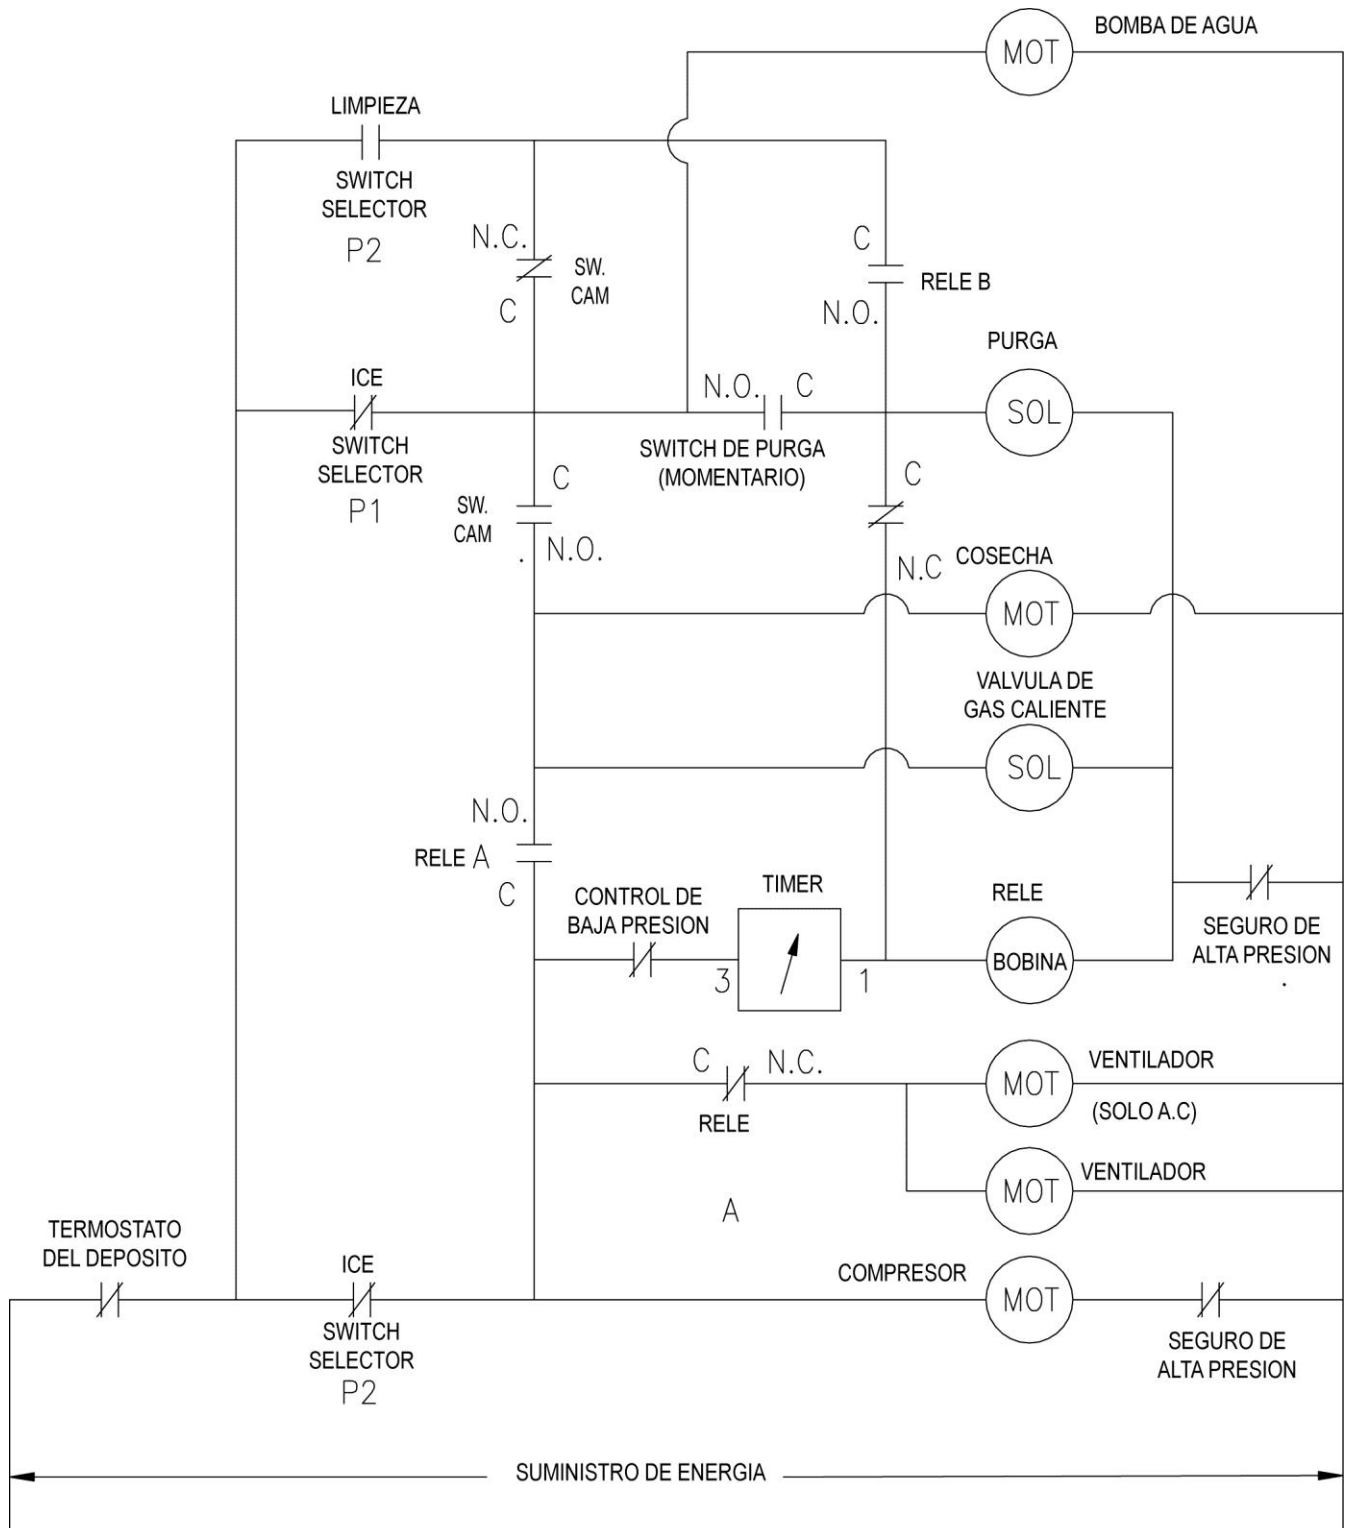 BOMBA DE AGUA
MOT
LIMPIEZA
SWITCH
SELECTOR
P2
N.C.
SW.
CAM
C
C
RELE B
N.O.
PURGA
SOL
ICE
SWITCH
SELECTOR
P1
N.O.
C
SWITCH DE PURGA
(MOMENTARIO)
C
SW.
CAM
. N.O.
C
N.C
COSECHA
MOT
VALVULA DE
GAS CALIENTE
SOL
N.O.
RELE A
C
CONTROL DE
BAJA PRESION
TIMER
3
1
RELE
BOBINA
SEGURO DE
ALTA PRESION
.
C
N.C.
RELE
A
MOT
VENTILADOR
(SOLO A.C)
MOT
VENTILADOR
TERMOSTATO
DEL DEPOSITO
ICE
SWITCH
SELECTOR
P2
COMPRESOR
MOT
SEGURO DE
ALTA PRESION
SUMINISTRO DE ENERGIA